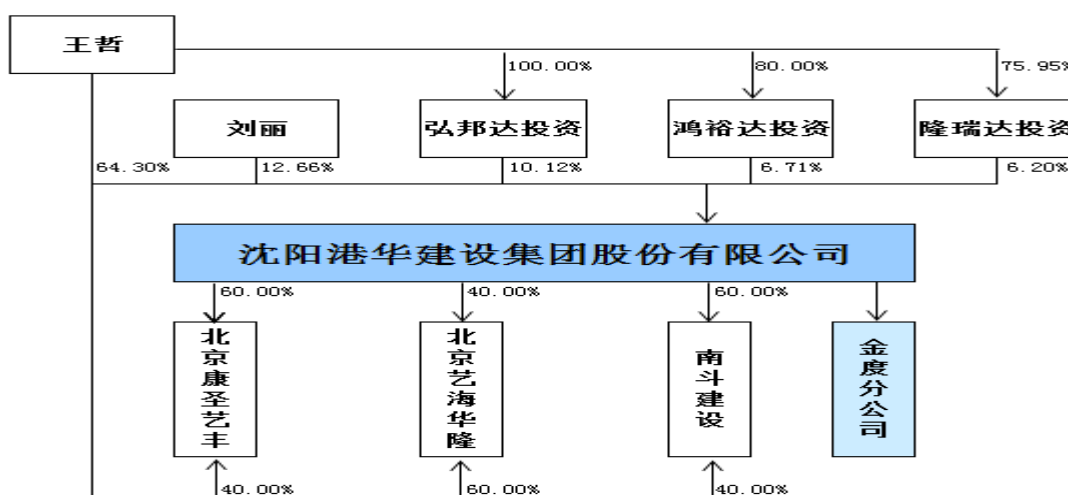 王哲
100.00%
80.00%
75.95%
刘丽
弘邦达投资
鸿裕达投资
隆瑞达投资
64.30%
12.66%
10.12%
6.71%
6.20%
沈阳港华建设集团股份有限公司
60.00%
40.00%
60.00%
北京康圣艺丰
北京艺海华隆
南斗建设
金度分公司
40.00%
60.00%
40.00%